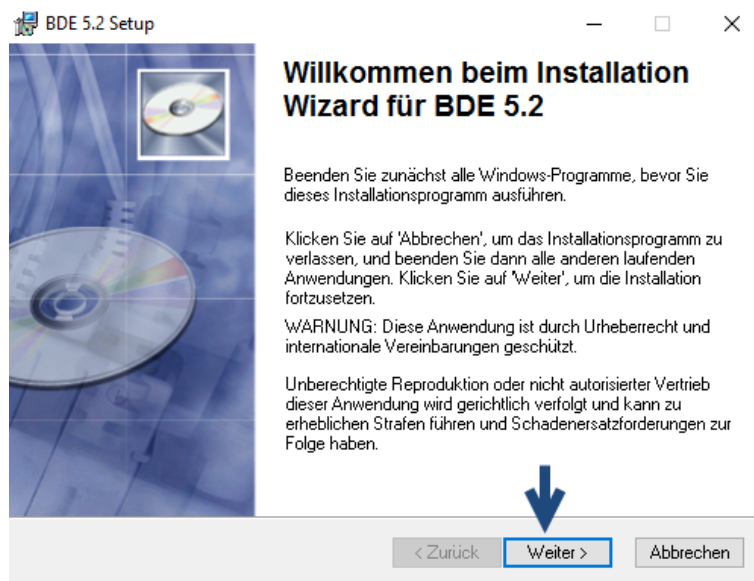 BDE 5.2 Setup
Willkommen beim Installation
Wizard für BDE 5.2
Beenden Sie zunächst alle Windows-Programme, bevor Sie
dieses Installationsprogramm ausführen.
Klicken Sie auf 'Abbrechen', um das Installationsprogramm zu
verlassen, und beenden Sie dann alle anderen laufenden
Anwendungen. Klicken Sie auf 'Weiter', um die Installation
fortzusetzen.
WARNUNG: Diese Anwendung ist durch Urheberrecht und
internationale Vereinbarungen geschützt.
Unberechtigte Reproduktion oder nicht autorisierter Vertrieb
dieser Anwendung wird gerichtlich verfolgt und kann zu
erheblichen Strafen führen und Schadenersatzforderungen zur
Folge haben.
< Zurück Weiter > Abbrechen